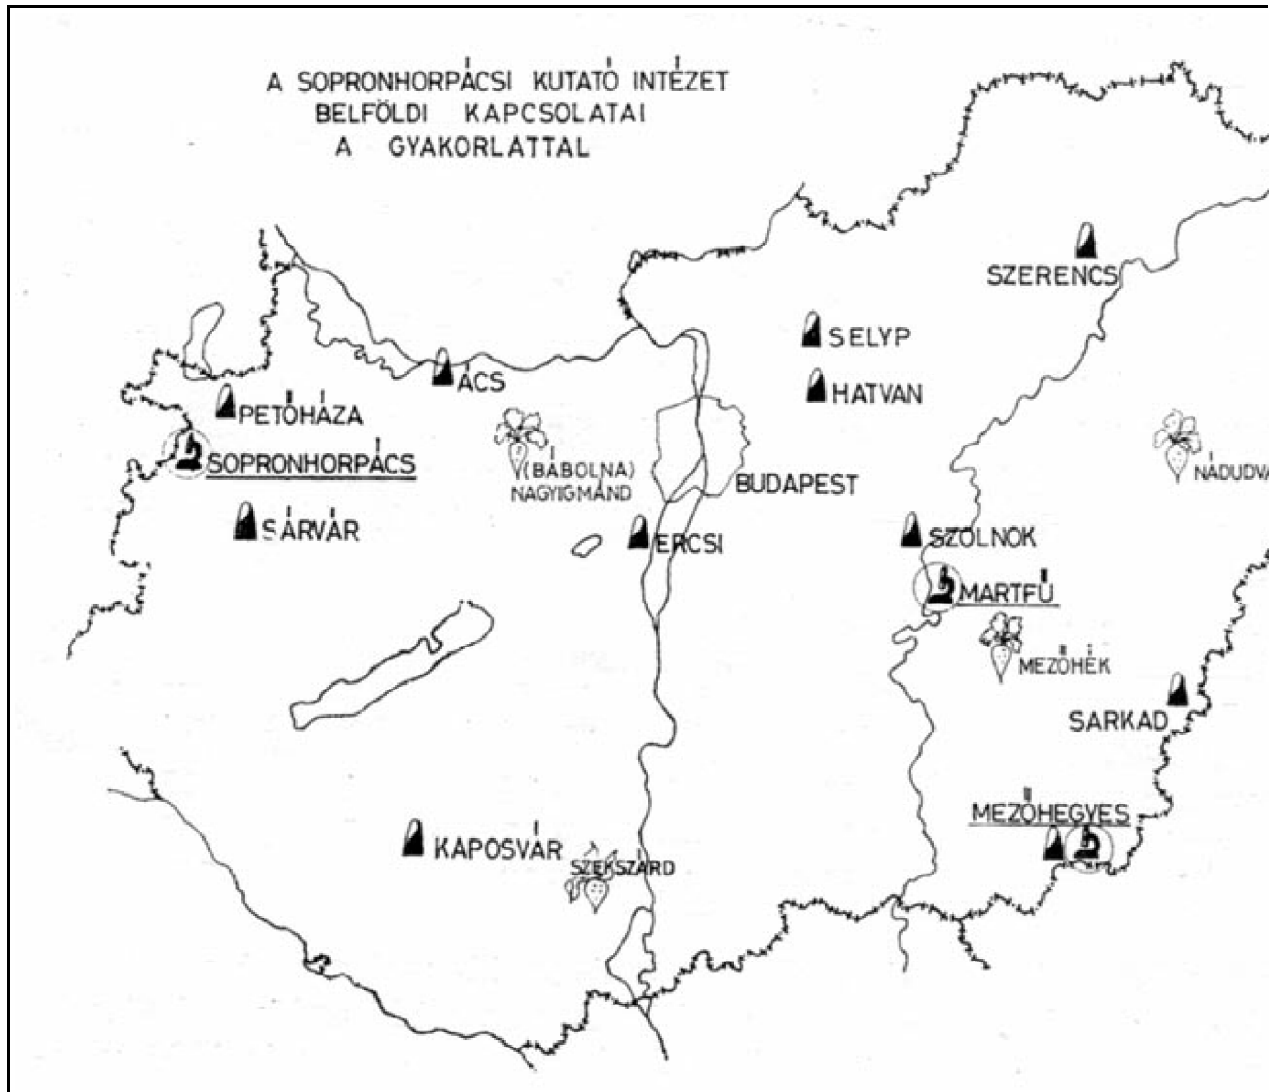 A SOPRONHORPÁCSI KUTATÓ INTÉZET
BELFÖLDI KAPCSOLATAI
A GYAKORLATTAL
SZERENCS
SELYP
HATVAN
ÁCS
PETŐHÁZA
SOPRONHORPÁCS
(BÁBOLNA)
NAGYIGMÁND
BUDAPEST
NÁDUDVA
SÁRVÁR
ERCSI
SZOLNOK
MARTFŰ
MEZŐHÉK
SARKAD
MEZŐHEGYES
KAPOSVÁR
SZEKSZÁRD